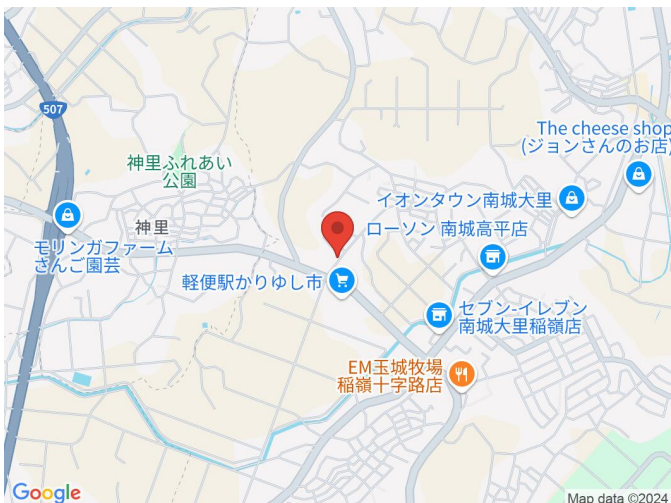 507
The cheese shop
(ジョンさんのお店)
神里ふれあい
公園
イオンタウン南城大里
神里
ローソン 南城高平店
モリンガファーム
さんご園芸
軽便駅かりゆし市
セブン-イレブン
南城大里稲嶺店
EM玉城牧場
稲嶺十字路店
Google
Map data ©2024